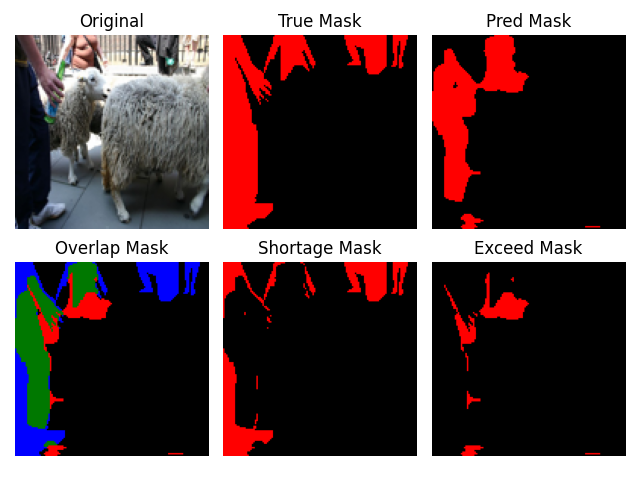 Original
True Mask
Pred Mask
Overlap Mask
Shortage Mask
Exceed Mask